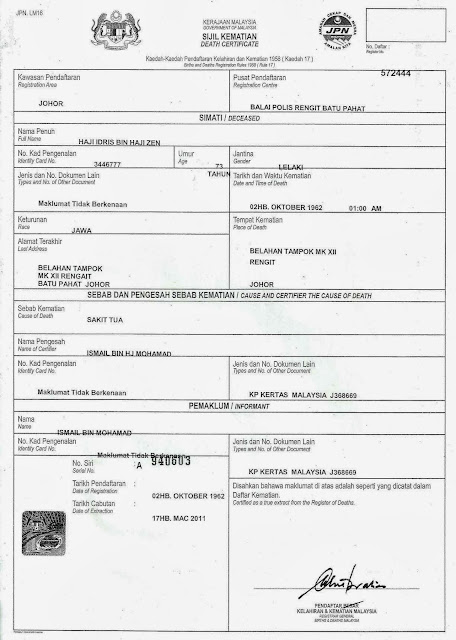 JPN. LM16
KERAJAAN MALAYSIA
GOVERNMENT OF MALAYSIA
SIJIL KEMATIAN
DEATH CERTIFICATE
JPN
No. Daftar
Register No.
Kaedah-Kaedah Pendaftaran Kelahiran dan Kematian 1958 ( Kaedah 17 )
Births and Deaths Registration Rules 1958 ( Rule 17 )
572444
Kawasan Pendaftaran
Registration Area
JOHOR
Pusat Pendaftaran
Registration Centre
BALAI POLIS RENGIT BATU PAHAT
SIMATI / DECEASED
Nama Penuh
Full Name
HAJI IDRIS BIN HAJI ZEN
No. Kad Pengenalan
Identity Card No.
3446777
Umur
Age
73
TAHUN
Jantina
Gender
LELAKI
Jenis dan No. Dokumen Lain
Types and No. of Other Document
Maklumat Tidak Berkenaan
Tarikh dan Waktu Kematian
Date and Time of Death
02HB. OKTOBER 1962 01:00 AM
Keturunan
Race
JAWA
Tempat Kematian
Place of Death
BELAHAN TAMPOK MK XII
RENGIT
JOHOR
Alamat Terakhir
Last Address
BELAHAN TAMPOK
MK XII RENGAIT
BATU PAHAT JOHOR
SEBAB DAN PENGESAH SEBAB KEMATIAN / CAUSE AND CERTIFIER THE CAUSE OF DEATH
Sebab Kematian
Cause of Death
SAKIT TUA
Nama Pengesah
Name of Certifier
ISMAIL BIN HJ MOHAMAD
No. Kad Pengenalan
Identity Card No.
Maklumat Tidak Berkenaan
Jenis dan No. Dokumen Lain
Types and No. of Other Document
KP KERTAS MALAYSIA J368669
PEMAKLUM / INFORMANT
Nama
Name
ISMAIL BIN MOHAMAD
No. Kad Pengenalan
Identity Card No.
Maklumat Tidak Berkenaan
Jenis dan No. Dokumen Lain
Types and No. of Other Document
KP KERTAS MALAYSIA J368669
No. Siri
Serial No.
: A 940603
Tarikh Pendaftaran :
Date of Registration
02HB. OKTOBER 1962
Tarikh Cabutan :
Date of Extraction
17HB. MAC 2011
Disahkan bahawa maklumat di atas adalah seperti yang dicatat dalam
Daftar Kematian.
Certified as a true extract from the Register of Deaths.
PENDAFTAR BESAR
KELAHIRAN & KEMATIAN MALAYSIA
REGISTRAR GENERAL
BIRTHS & DEATHS MALAYSIA